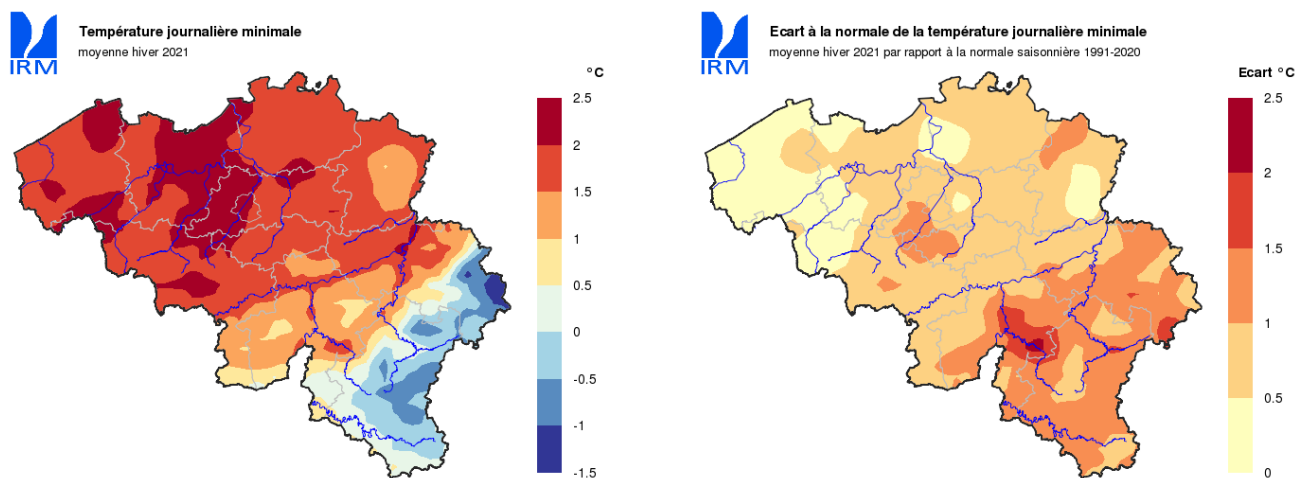 Température journalière minimale
moyenne hiver 2021
IRM
°C
2.5
2
1.5
1
0.5
0
-0.5
-1
-1.5
Ecart à la normale de la température journalière minimale
moyenne hiver 2021 par rapport à la normale saisonnière 1991-2020
IRM
Ecart °C
2.5
2
1.5
1
0.5
0